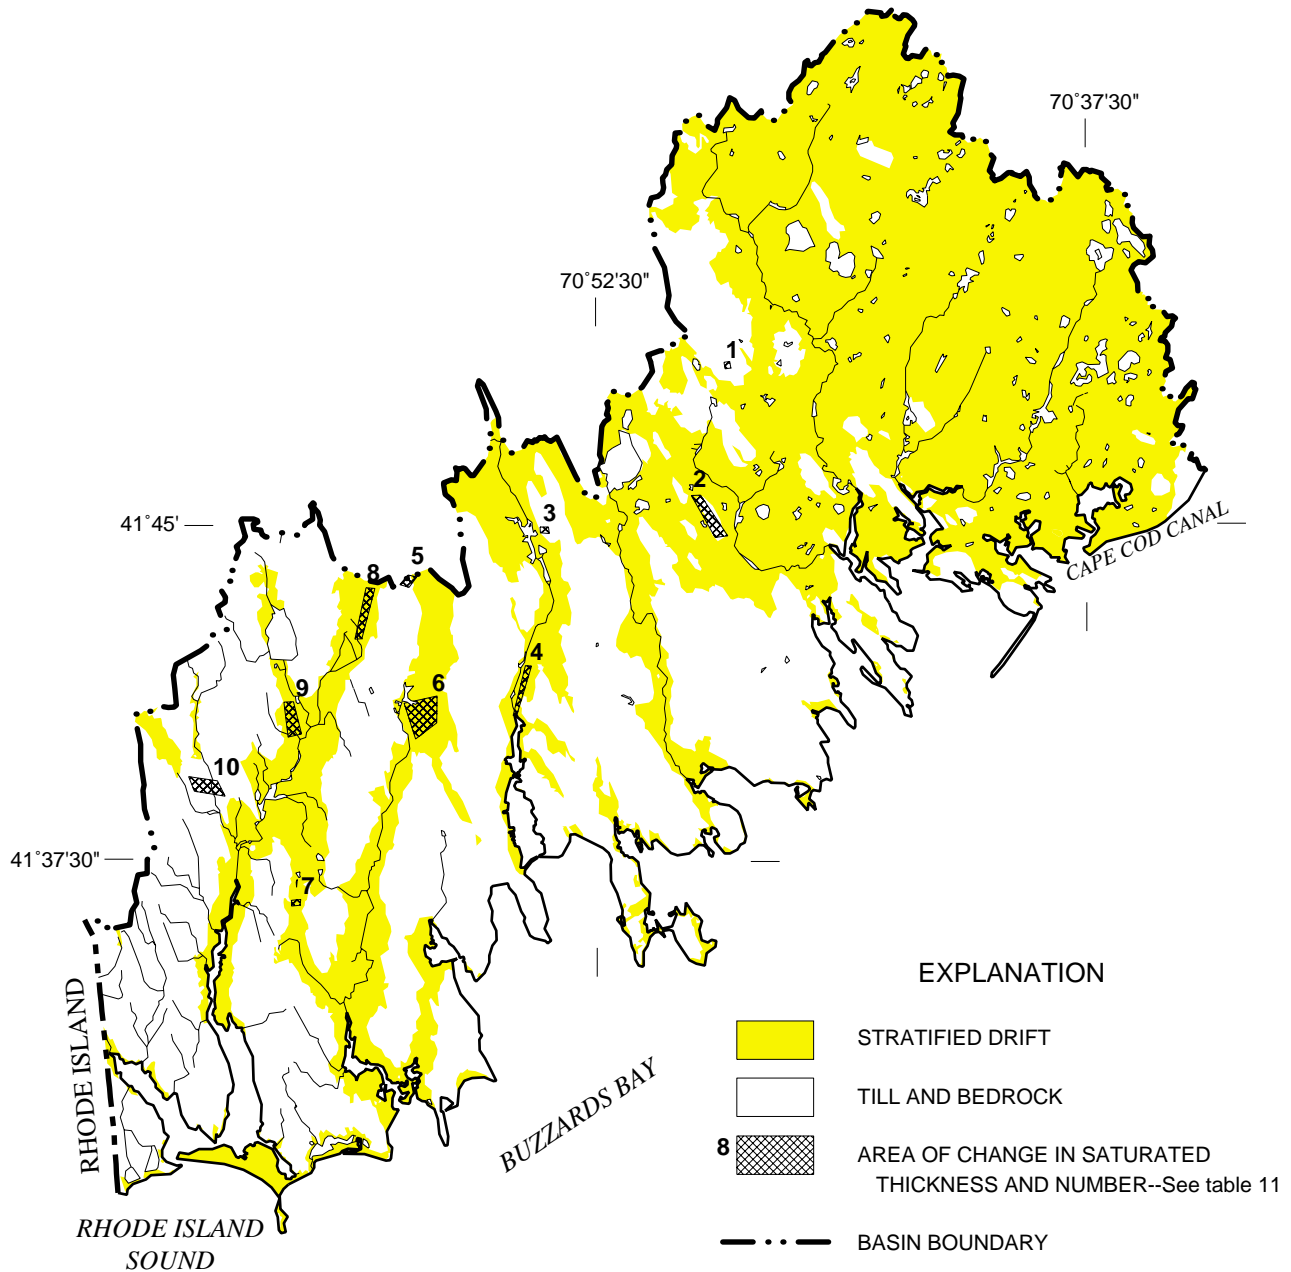 70°37'30"
70°52'30"
1
2
3
41°45'
CAPE COD CANAL
5
8
4
6
9
10
41°37'30"
7
EXPLANATION
STRATIFIED DRIFT
TILL AND BEDROCK
8
AREA OF CHANGE IN SATURATED
THICKNESS AND NUMBER--See table 11
BASIN BOUNDARY
RHODE ISLAND
BUZZARDS BAY
RHODE ISLAND
SOUND